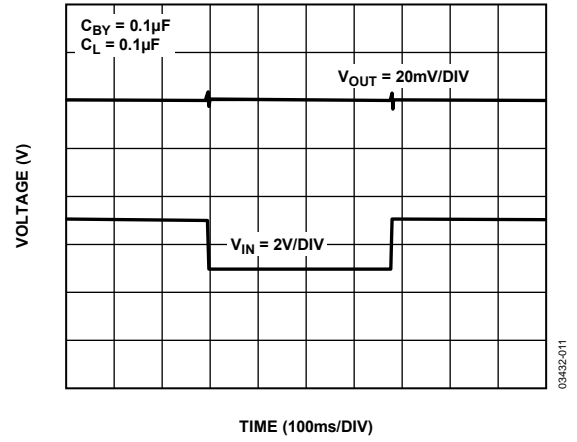 C_BY = 0.1µF
C_L = 0.1µF
V_OUT = 20mV/DIV
VOLTAGE (V)
V_IN = 2V/DIV
TIME (100ms/DIV)
03432-011